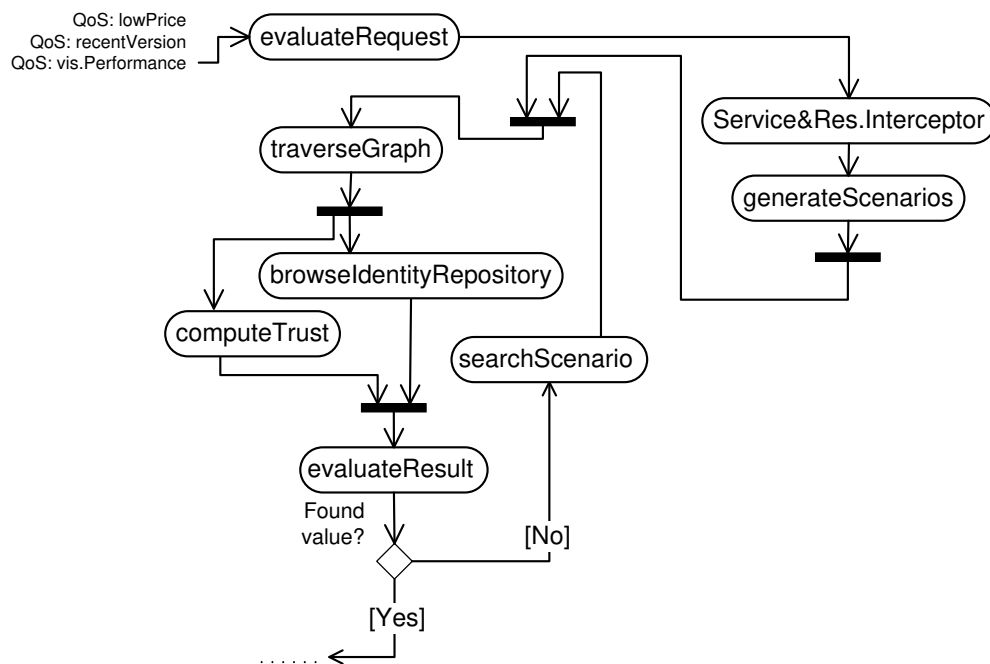 QoS: lowPrice
QoS: recentVersion
QoS: vis.Performance
evaluateRequest
Service&Res.Interceptor
traverseGraph
generateScenarios
browseIdentityRepository
computeTrust
searchScenario
evaluateResult
Found
value?
[No]
[Yes]
. . . . . .